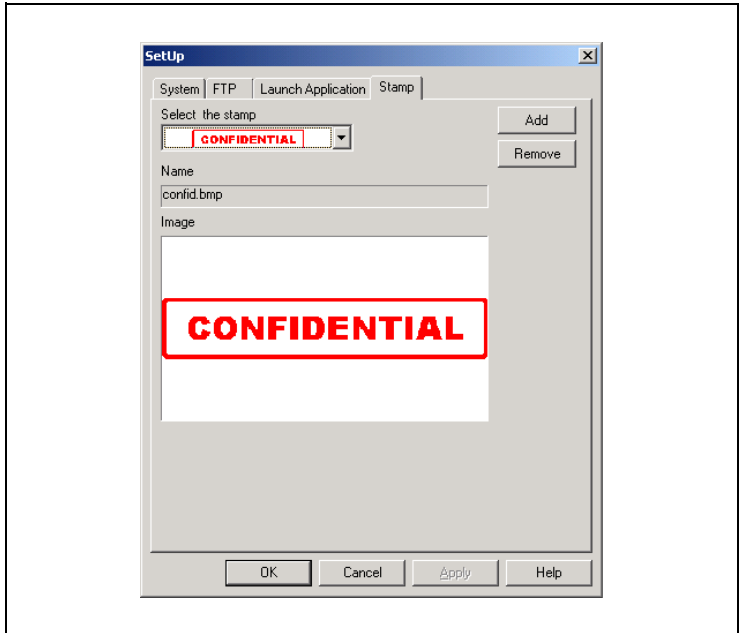 SetUp
System FTP Launch Application Stamp
Select the stamp
CONFIDENTIAL
Add
Remove
Name
confid.bmp
Image
CONFIDENTIAL
OK Cancel Apply Help